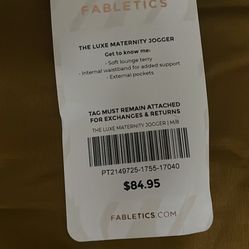 FABLETICS
THE LUXE MATERNITY JOGGER
Get to know me:
- Soft lounge terry
- Internal waistband for added support
- External pockets
TAG MUST REMAIN ATTACHED
FOR EXCHANGES & RETURNS
THE LUXE MATERNITY JOGGER | M/8
PT2149725-1755-17040
$84.95
FABLETICS.COM